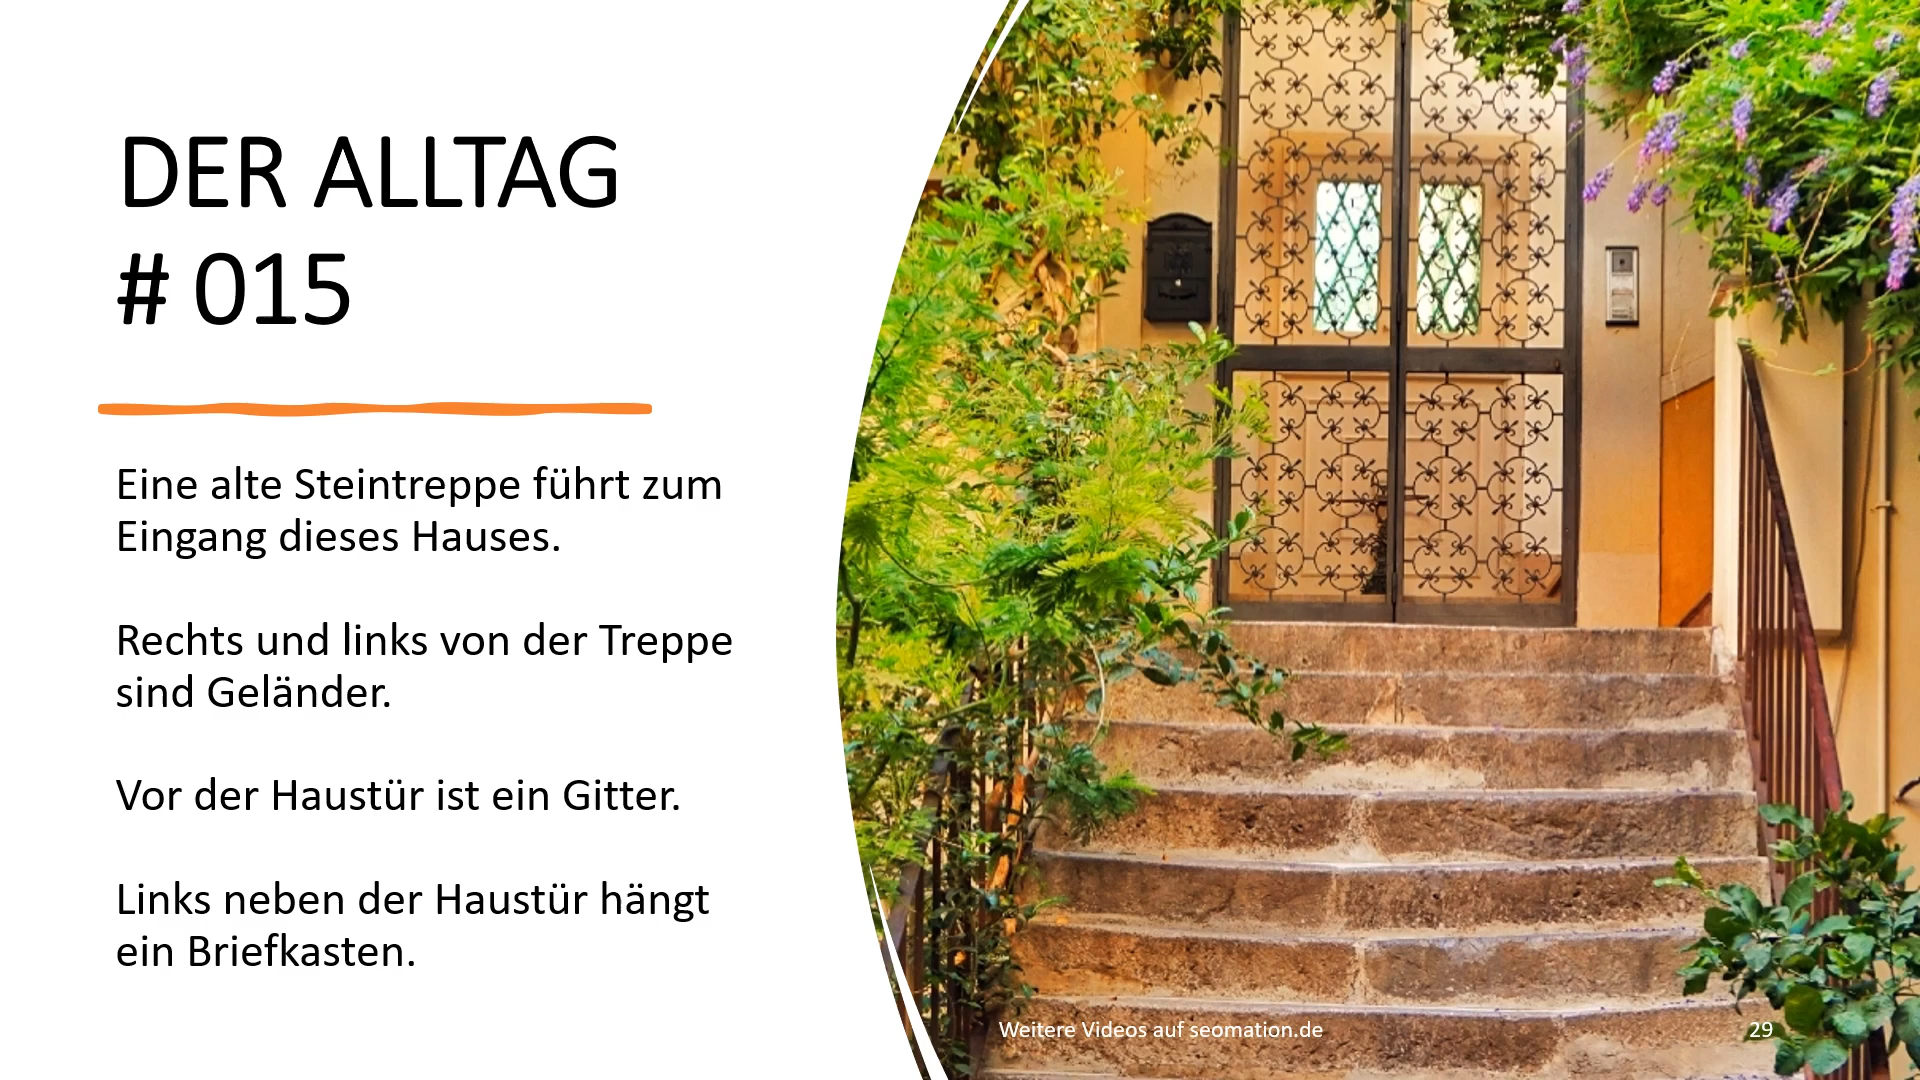 DER ALLTAG
# 015
Eine alte Steintreppe führt zum
Eingang dieses Hauses.
Rechts und links von der Treppe
sind Geländer.
Vor der Haustür ist ein Gitter.
Links neben der Haustür hängt
ein Briefkasten.
Weitere Videos auf seomation.de
29